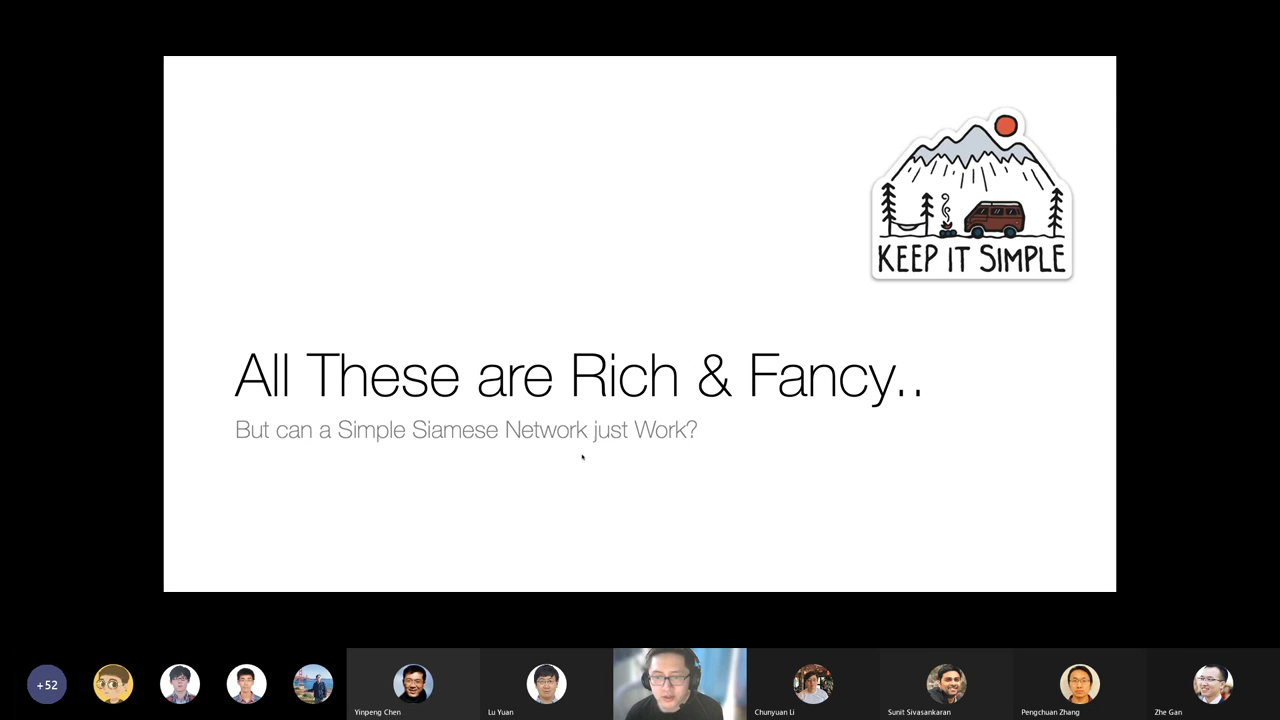 KEEP IT SIMPLE
All These are Rich & Fancy..
But can a Simple Siamese Network just Work?
+52
Yinpeng Chen
Lu Yuan
Chunyuan Li
Sunit Sivasankaran
Pengchuan Zhang
Zhe Gan